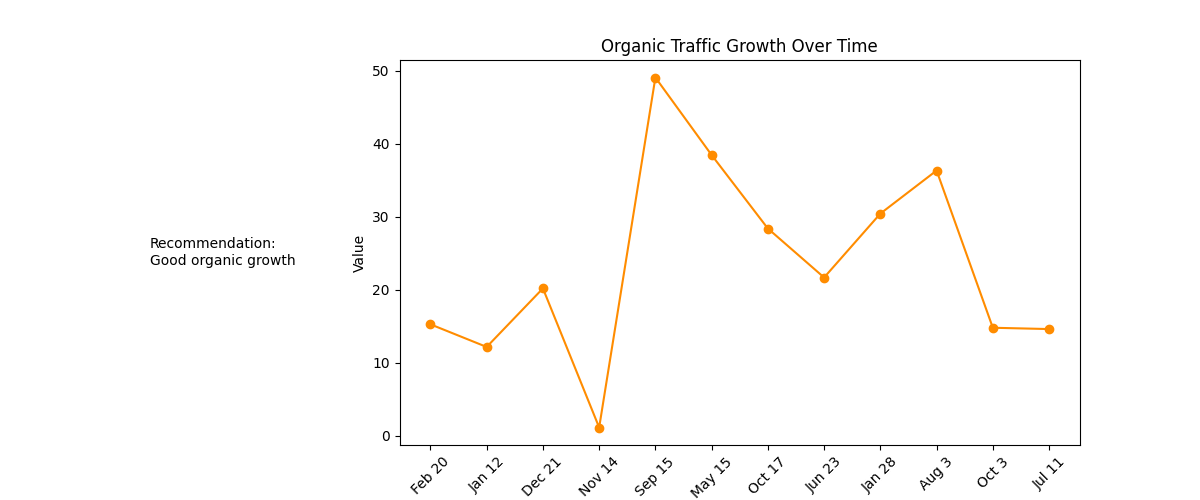 Organic Traffic Growth Over Time
Recommendation:
Good organic growth
Value
50
40
30
20
10
0
Feb 20
Jan 12
Dec 21
Nov 14
Sep 15
May 15
Oct 17
Jun 23
Jan 28
Aug 3
Oct 3
Jul 11